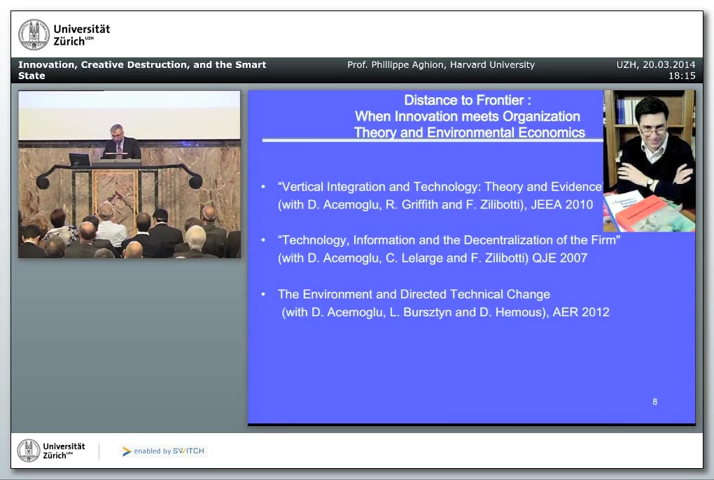 Universität
Zürich UZH
Innovation, Creative Destruction, and the Smart
State
Prof. Phillippe Aghion, Harvard University
UZH, 20.03.2014
18:15
Distance to Frontier :
When Innovation meets Organization
Theory and Environmental Economics
• "Vertical Integration and Technology: Theory and Evidence
(with D. Acemoglu, R. Griffith and F. Zilibotti), JEEA 2010
• "Technology, Information and the Decentralization of the Firm"
(with D. Acemoglu, C. Lelarge and F. Zilibotti) QJE 2007
• The Environment and Directed Technical Change
(with D. Acemoglu, L. Bursztyn and D. Hemous), AER 2012
8
Universität
Zürich UZH
enabled by SWITCH